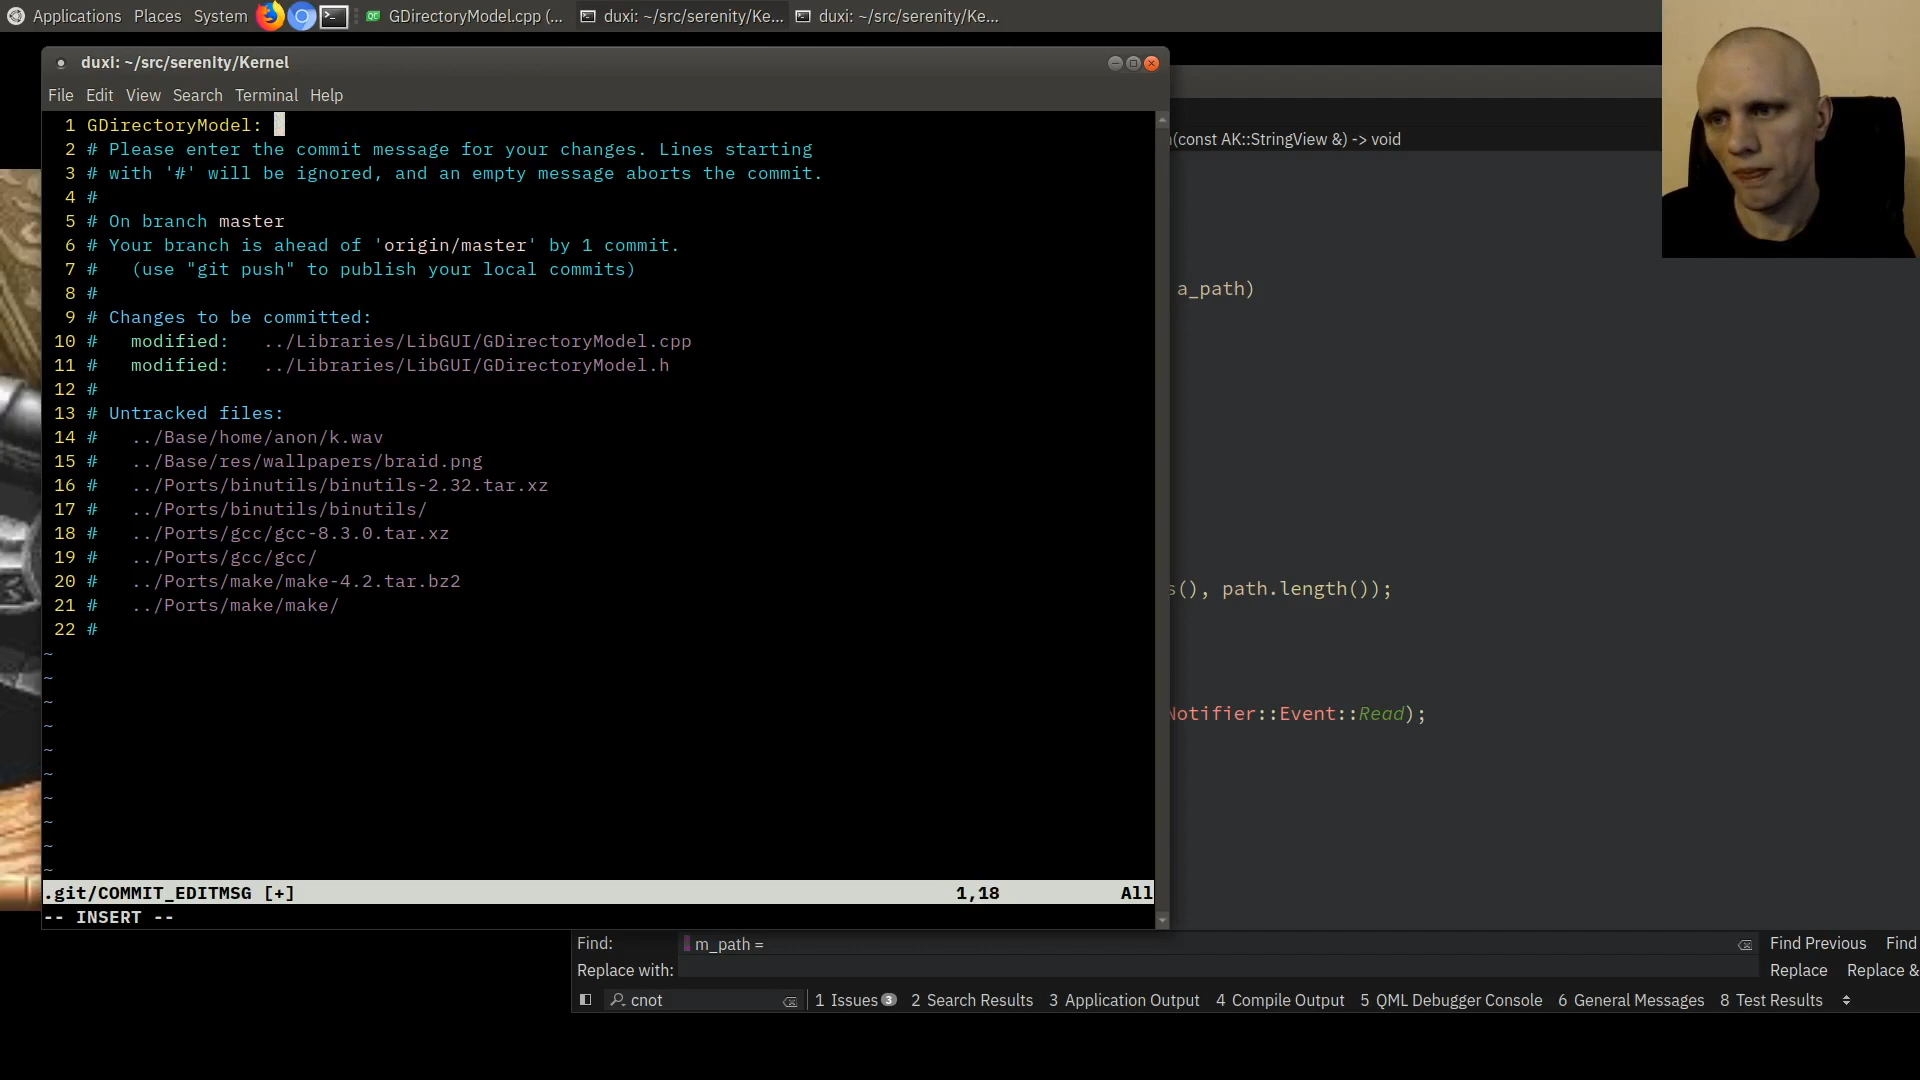 Applications Places System GDirectoryModel.cpp (... duxi: ~/src/serenity/Ke... duxi: ~/src/serenity/Ke...
duxi: ~/src/serenity/Kernel
File Edit View Search Terminal Help
1 GDirectoryModel:
2 # Please enter the commit message for your changes. Lines starting
3 # with '#' will be ignored, and an empty message aborts the commit.
4 #
5 # On branch master
6 # Your branch is ahead of 'origin/master' by 1 commit.
7 #   (use "git push" to publish your local commits)
8 #
9 # Changes to be committed:
10 #   modified:   ../Libraries/LibGUI/GDirectoryModel.cpp
11 #   modified:   ../Libraries/LibGUI/GDirectoryModel.h
12 #
13 # Untracked files:
14 #   ../Base/home/anon/k.wav
15 #   ../Base/res/wallpapers/braid.png
16 #   ../Ports/binutils/binutils-2.32.tar.xz
17 #   ../Ports/binutils/binutils/
18 #   ../Ports/gcc/gcc-8.3.0.tar.xz
19 #   ../Ports/gcc/gcc/
20 #   ../Ports/make/make-4.2.tar.bz2
21 #   ../Ports/make/make/
22 #
~
~
~
~
~
~
~
~
~
~
.git/COMMIT_EDITMSG [+] 1,18 All
-- INSERT --
(const AK::StringView &) -> void
a_path)
s(), path.length());
Notifier::Event::Read);
Find: m_path = Find Previous Find
Replace with: Replace Replace &
cnot 1 Issues 3 2 Search Results 3 Application Output 4 Compile Output 5 QML Debugger Console 6 General Messages 8 Test Results